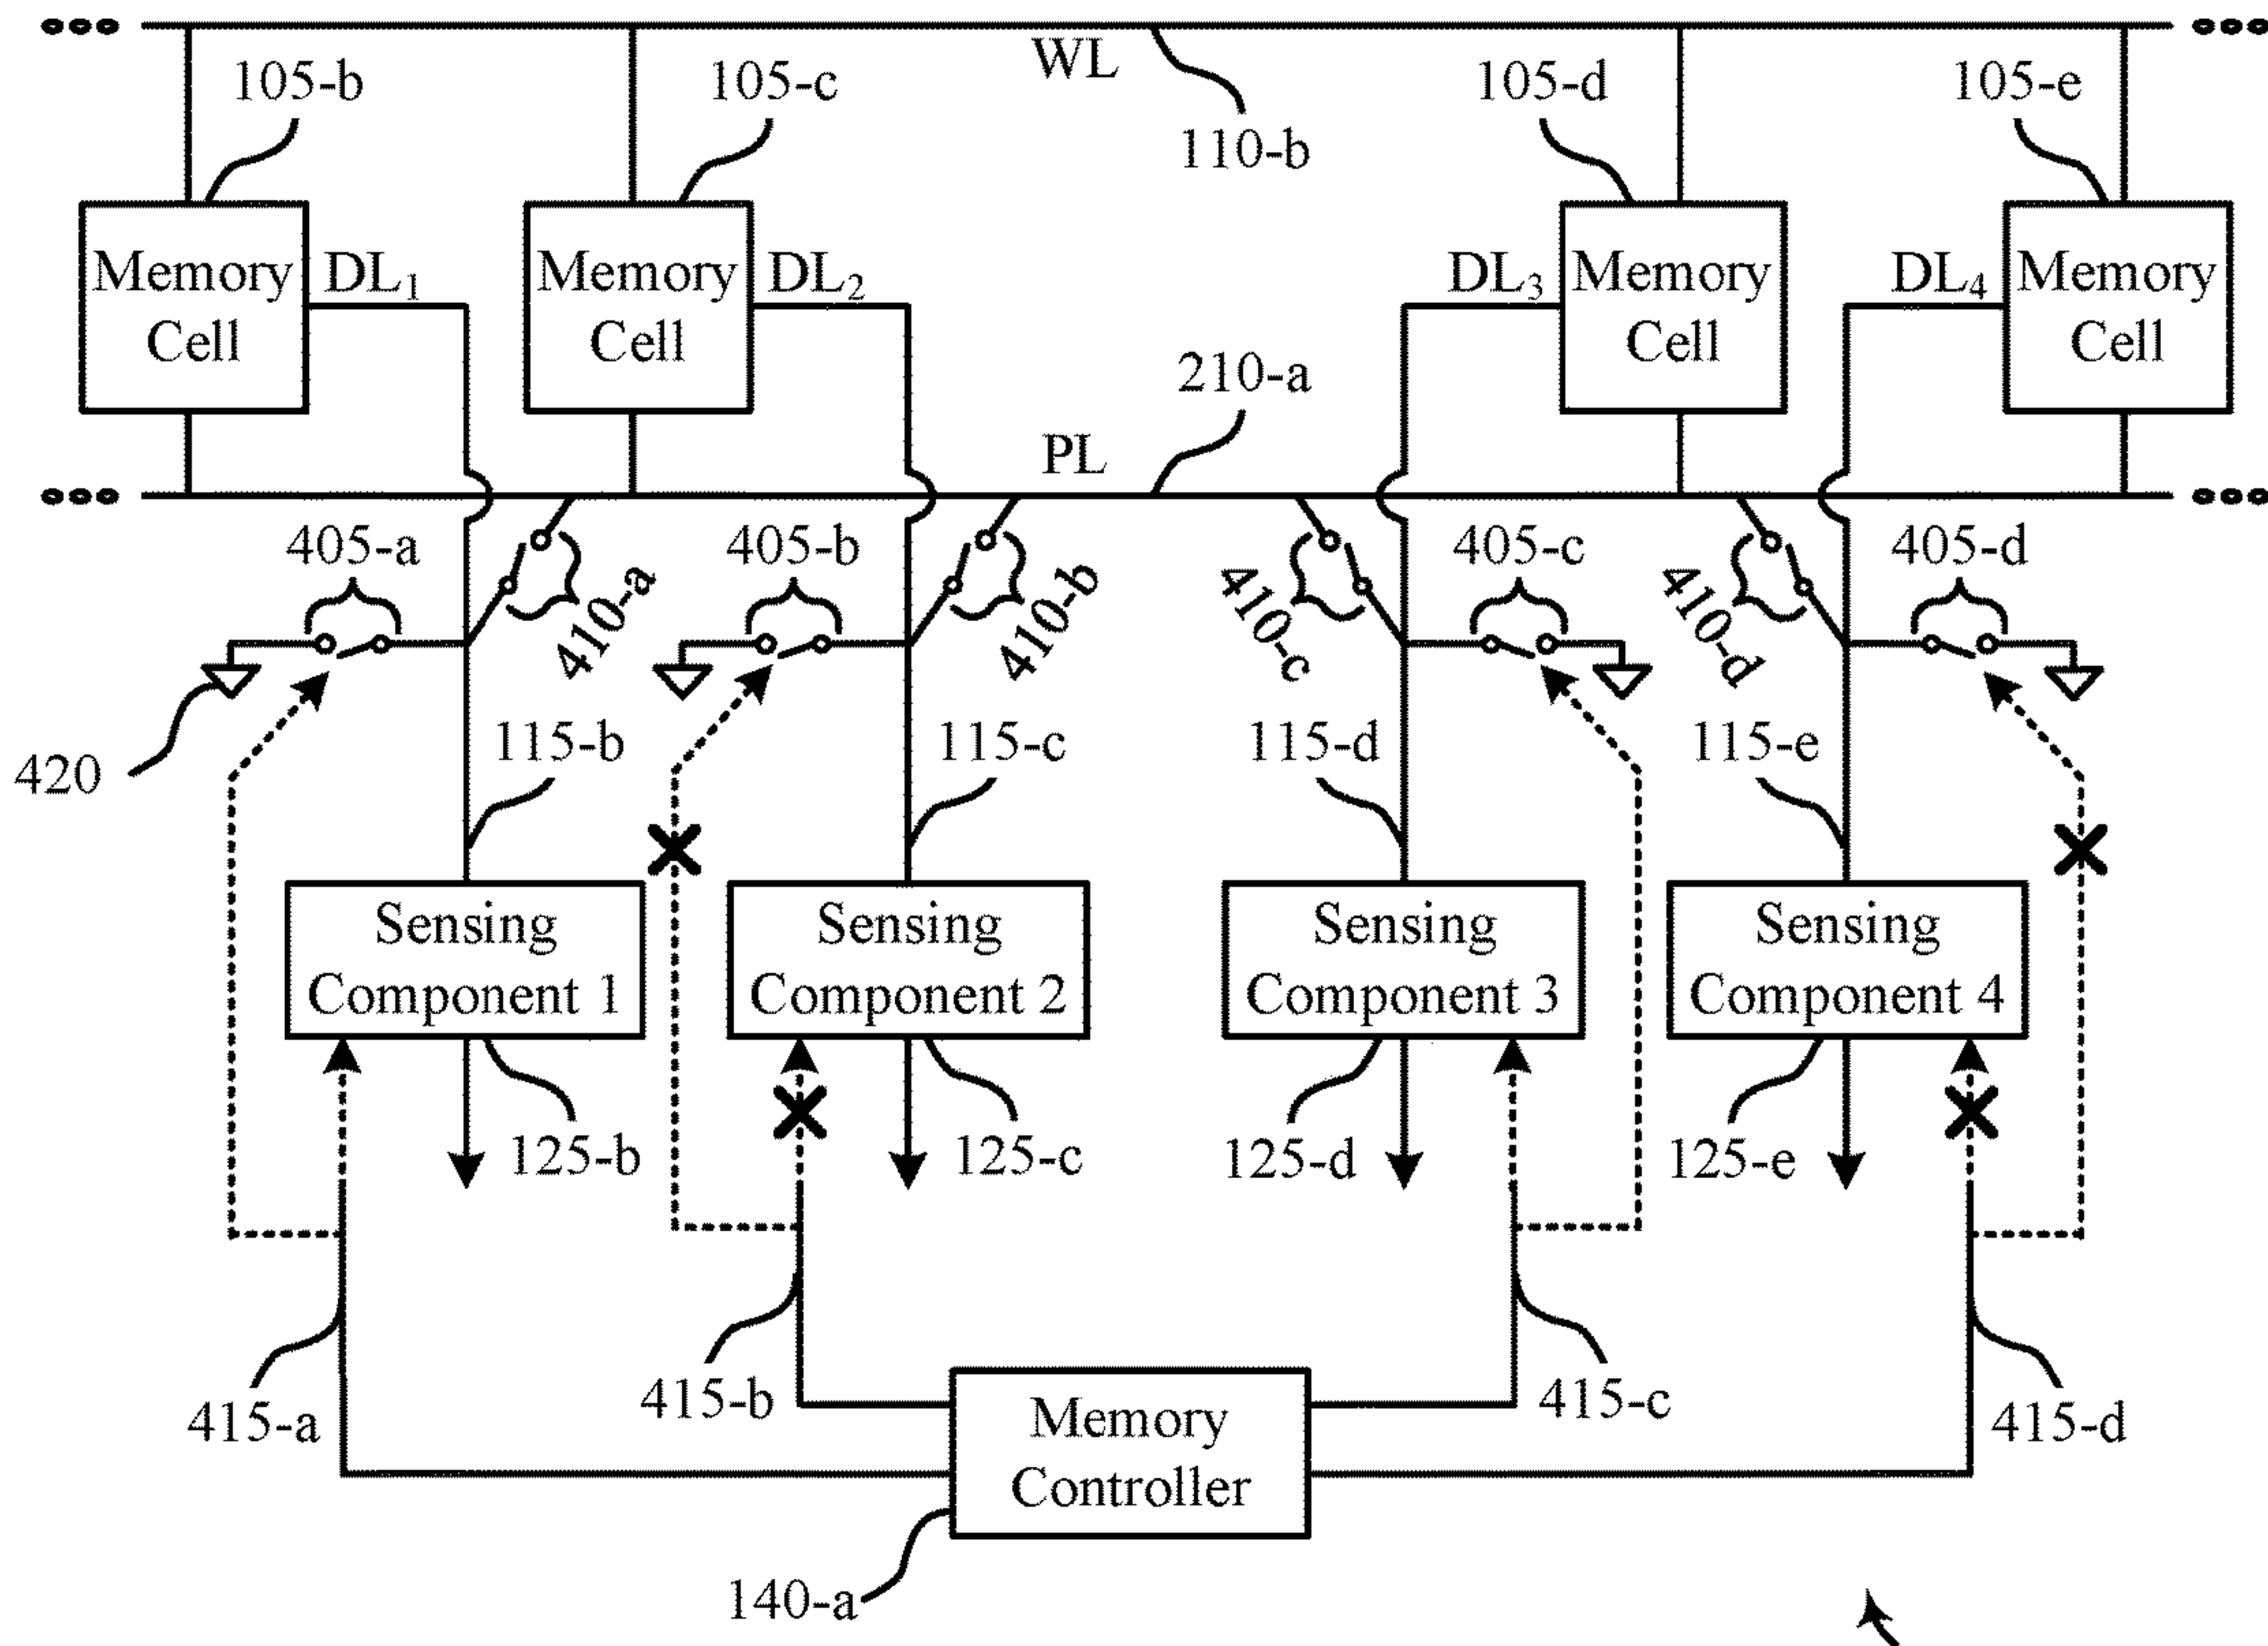 WL
105-b
105-c
110-b
105-d
105-e
Memory Cell
DL1
Memory Cell
DL2
DL3
Memory Cell
DL4
Memory Cell
210-a
PL
405-a
410-a
405-b
410-b
410-c
405-c
410-d
405-d
420
115-b
115-c
115-d
115-e
Sensing Component 1
Sensing Component 2
Sensing Component 3
Sensing Component 4
125-b
125-c
125-d
125-e
415-a
415-b
415-c
415-d
Memory Controller
140-a